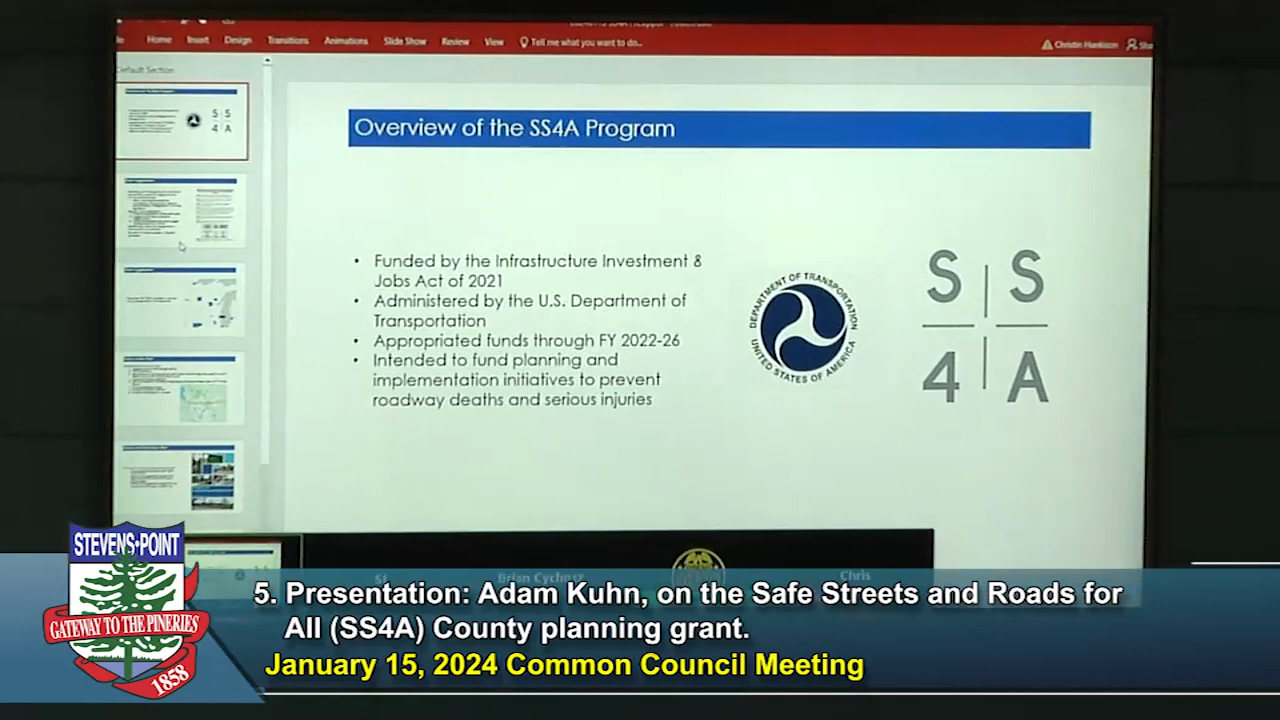 Home Insert Design Transitions Animations Slide Show Review View Tell me what you want to do...
Christin Hankison
Default Section
Overview of the SS4A Program
• Funded by the Infrastructure Investment &
Jobs Act of 2021
• Administered by the U.S. Department of
Transportation
• Appropriated funds through FY 2022-26
• Intended to fund planning and
implementation initiatives to prevent
roadway deaths and serious injuries
DEPARTMENT OF TRANSPORTATION
UNITED STATES OF AMERICA
S S
4 A
Chris
STEVENS•POINT
GATEWAY TO THE PINERIES
1858
5. Presentation: Adam Kuhn, on the Safe Streets and Roads for
All (SS4A) County planning grant.
January 15, 2024 Common Council Meeting